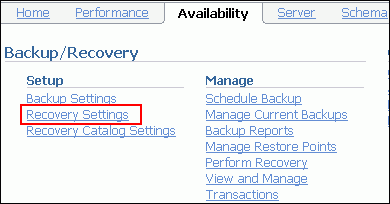 Home Performance Availability Server Schema
Backup/Recovery
Setup
Backup Settings
Recovery Settings
Recovery Catalog Settings
Manage
Schedule Backup
Manage Current Backups
Backup Reports
Manage Restore Points
Perform Recovery
View and Manage
Transactions